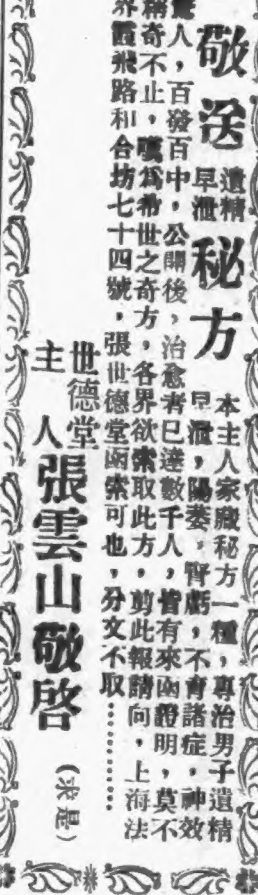 敬送
遺精
早泄
秘方
本主人家藏秘方一種，專治男子遺精
早泄，陽萎，腎虧，不育諸症，神效
驚人，百發百中，公開後，治愈者已達數千人，皆有來函證明，莫不
稱奇不止，嘆爲希世之奇方，各界欲索取此方，剪此報請向，上海法
界霞飛路和合坊七十四號，張世德堂函索可也，分文不取…………
世德堂
主人
張雲山敬啓
（求是）